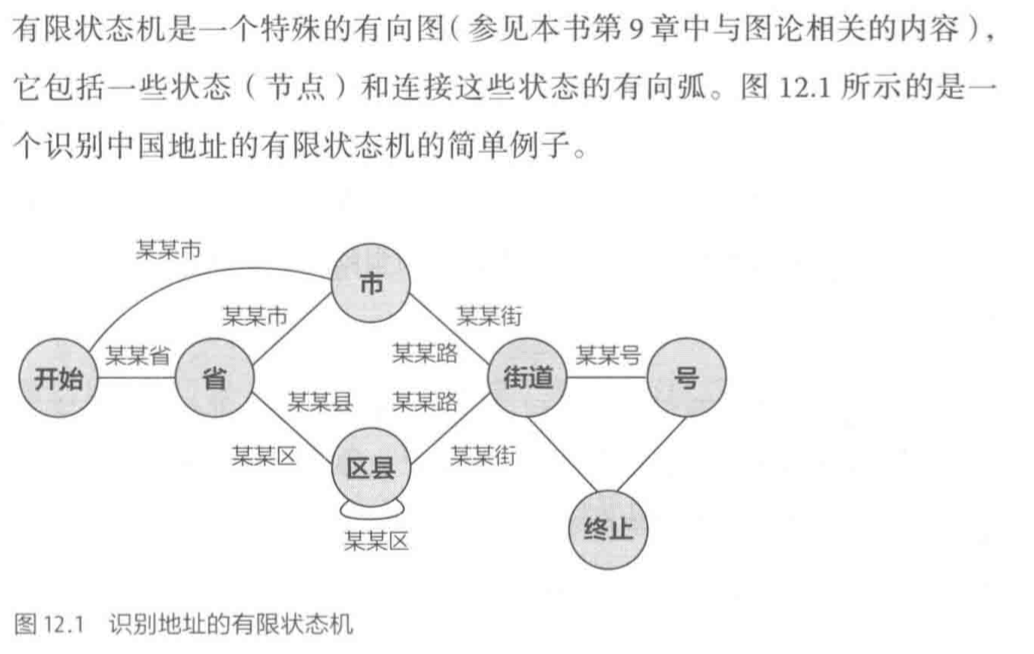 有限状态机是一个特殊的有向图（参见本书第9章中与图论相关的内容），
它包括一些状态（节点）和连接这些状态的有向弧。图 12.1 所示的是一
个识别中国地址的有限状态机的简单例子。
某某市
市
某某市
某某街
开始
某某省
省
某某路
街道
某某号
号
某某县
某某路
某某区
区县
某某街
某某区
终止
图 12.1 识别地址的有限状态机